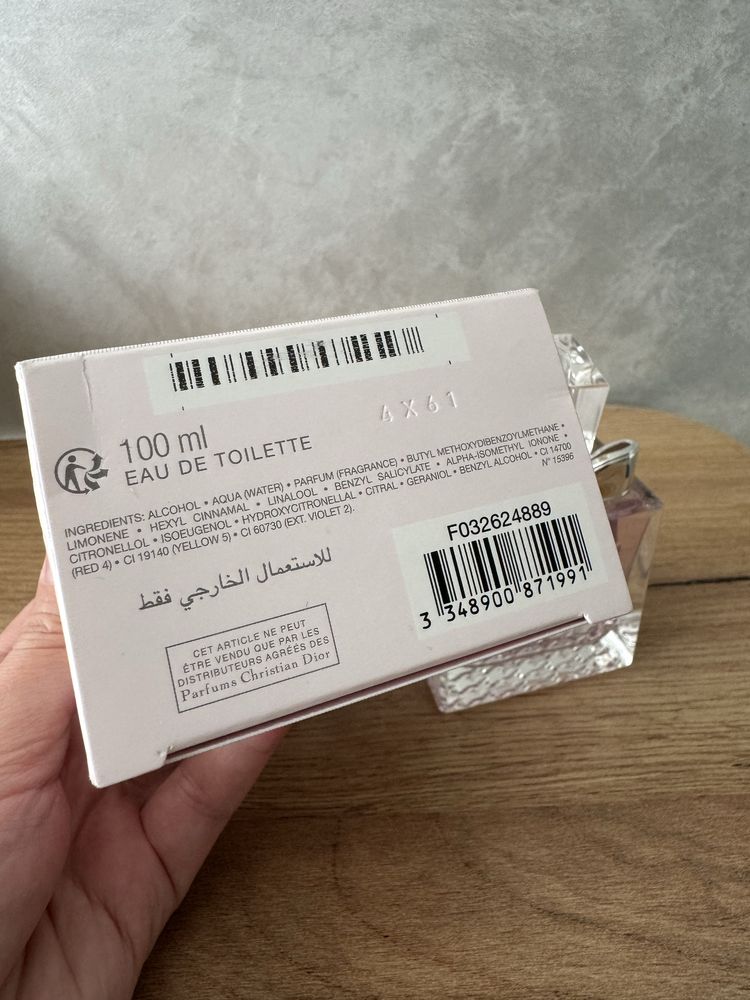 4X61
100 ml
EAU DE TOILETTE
INGREDIENTS: ALCOHOL • AQUA (WATER) • PARFUM (FRAGRANCE) • BUTYL METHOXYDIBENZOYLMETHANE •
LIMONENE • HEXYL CINNAMAL • LINALOOL • BENZYL SALICYLATE • ALPHA-ISOMETHYL IONONE •
CITRONELLOL • ISOEUGENOL • HYDROXYCITRONELLAL • CITRAL • GERANIOL • BENZYL ALCOHOL • CI 14700
(RED 4) • CI 19140 (YELLOW 5) • CI 60730 (EXT. VIOLET 2).
N° 15396
للاستعمال الخارجي فقط
F032624889
3 348900 871991
CET ARTICLE NE PEUT
ÊTRE VENDU QUE PAR LES
DISTRIBUTEURS AGRÉÉS DES
Parfums Christian Dior